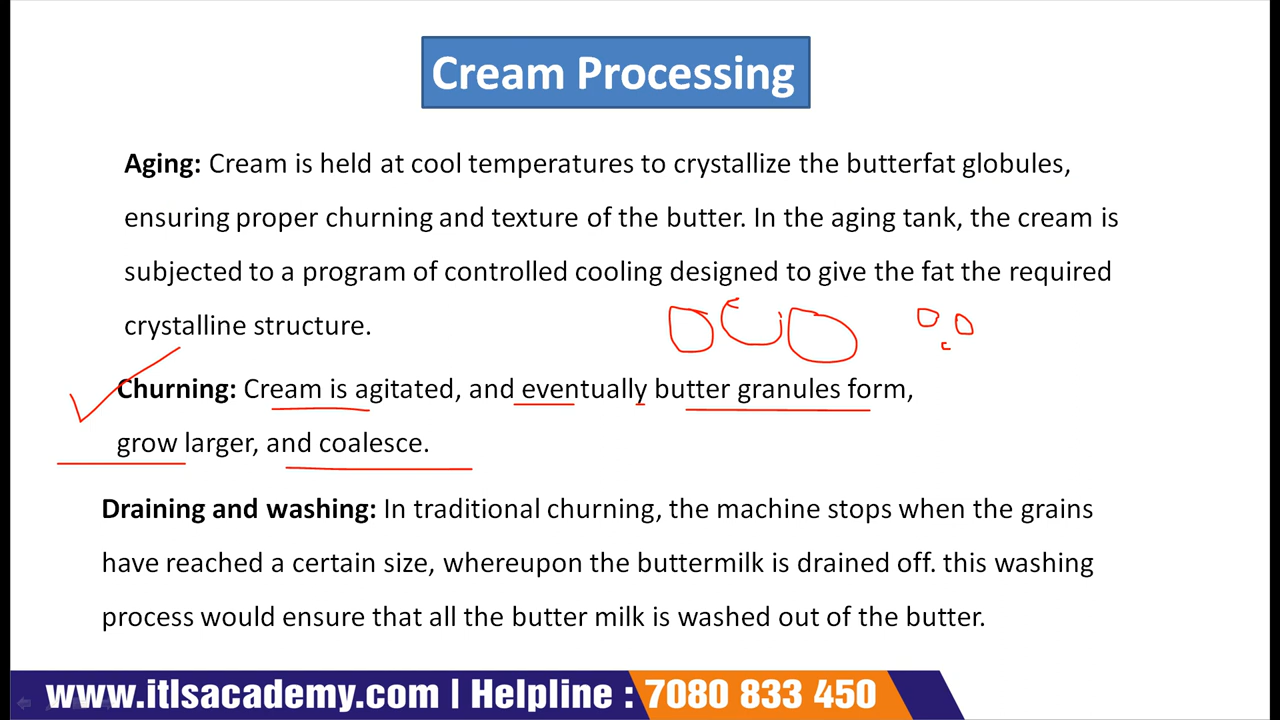 Cream Processing
Aging: Cream is held at cool temperatures to crystallize the butterfat globules,
ensuring proper churning and texture of the butter. In the aging tank, the cream is
subjected to a program of controlled cooling designed to give the fat the required
crystalline structure.
Churning: Cream is agitated, and eventually butter granules form,
grow larger, and coalesce.
Draining and washing: In traditional churning, the machine stops when the grains
have reached a certain size, whereupon the buttermilk is drained off. this washing
process would ensure that all the butter milk is washed out of the butter.
www.itlsacademy.com | Helpline : 7080 833 450